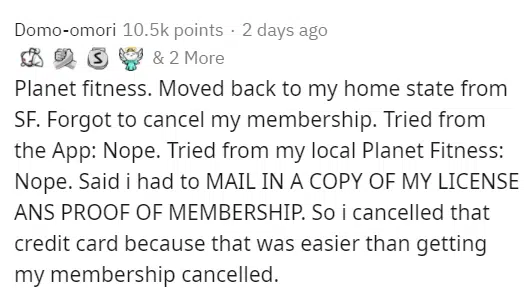 Domo-omori 10.5k points · 2 days ago
& 2 More
Planet fitness. Moved back to my home state from
SF. Forgot to cancel my membership. Tried from
the App: Nope. Tried from my local Planet Fitness:
Nope. Said i had to MAIL IN A COPY OF MY LICENSE
ANS PROOF OF MEMBERSHIP. So i cancelled that
credit card because that was easier than getting
my membership cancelled.